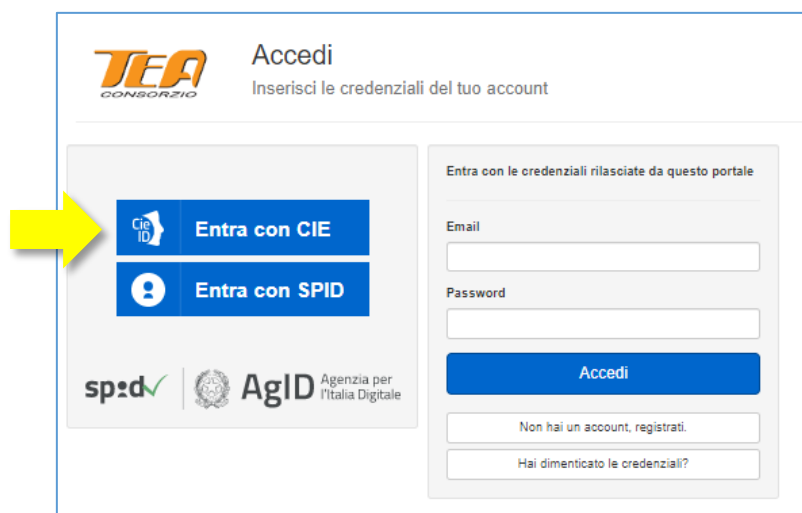 TEA
CONSORZIO
Accedi
Inserisci le credenziali del tuo account
Cie
ID
Entra con CIE
Entra con SPID
spid
AgID
Agenzia per
l'Italia Digitale
Entra con le credenziali rilasciate da questo portale
Email
Password
Accedi
Non hai un account, registrati.
Hai dimenticato le credenziali?